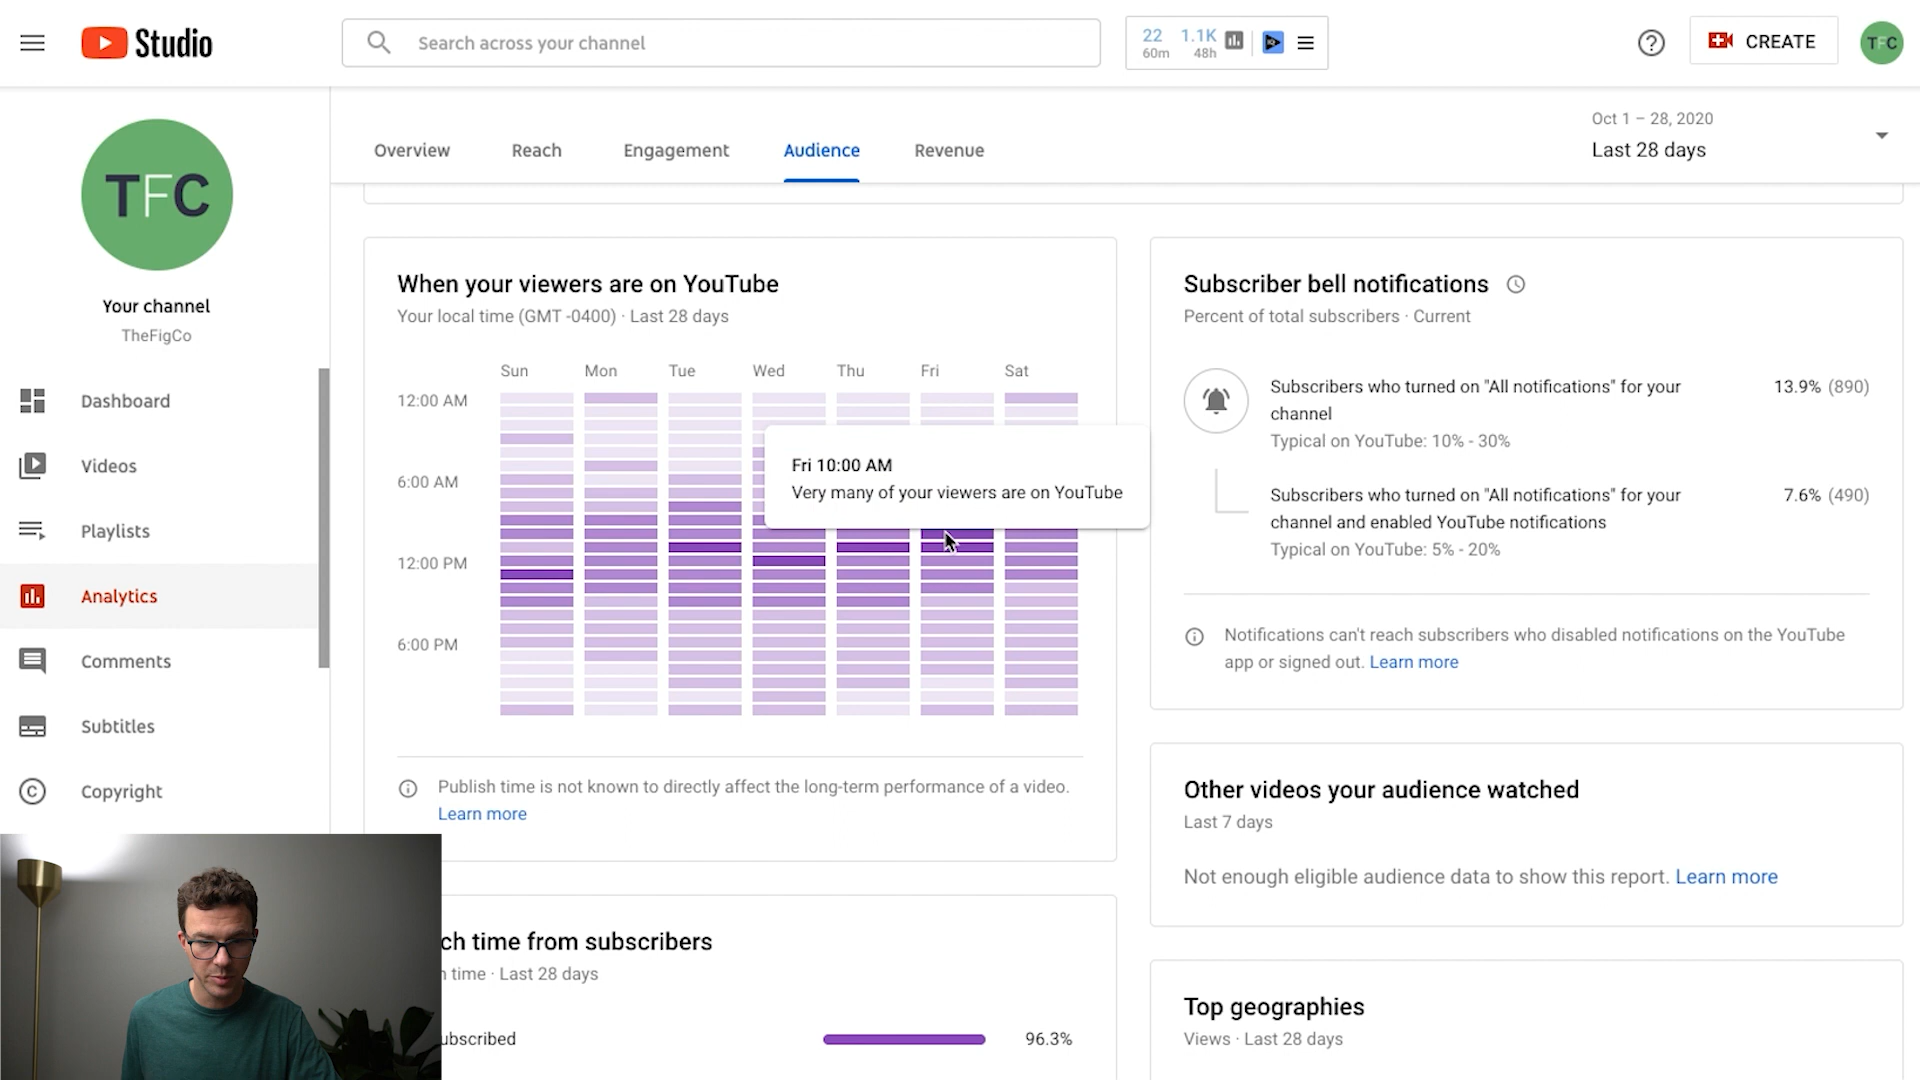 Studio
Search across your channel
22
60m
1.1K
48h
CREATE
TFC
TFC
Your channel
TheFigCo
Dashboard
Videos
Playlists
Analytics
Comments
Subtitles
Copyright
Overview
Reach
Engagement
Audience
Revenue
Oct 1 – 28, 2020
Last 28 days
When your viewers are on YouTube
Your local time (GMT -0400) · Last 28 days
Sun Mon Tue Wed Thu Fri Sat
12:00 AM
6:00 AM
12:00 PM
6:00 PM
Fri 10:00 AM
Very many of your viewers are on YouTube
Publish time is not known to directly affect the long-term performance of a video.
Learn more
ch time from subscribers
time · Last 28 days
ubscribed
96.3%
Subscriber bell notifications
Percent of total subscribers · Current
Subscribers who turned on "All notifications" for your 13.9% (890)
channel
Typical on YouTube: 10% - 30%
Subscribers who turned on "All notifications" for your 7.6% (490)
channel and enabled YouTube notifications
Typical on YouTube: 5% - 20%
Notifications can't reach subscribers who disabled notifications on the YouTube
app or signed out. Learn more
Other videos your audience watched
Last 7 days
Not enough eligible audience data to show this report. Learn more
Top geographies
Views · Last 28 days